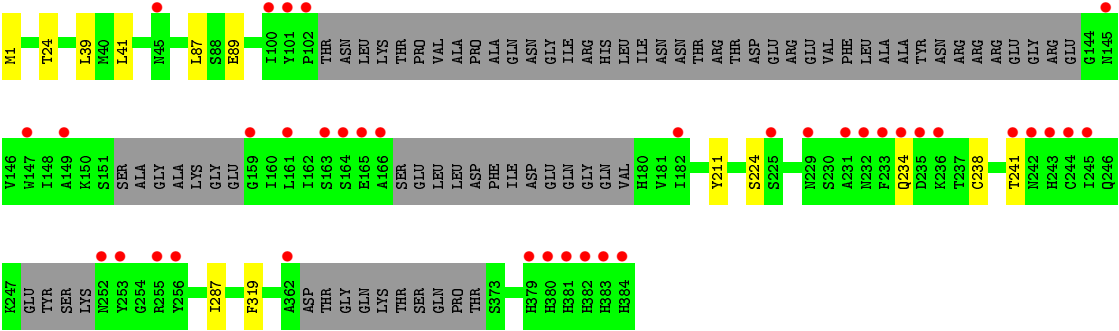 M1 T24 L39 M40 L41 N45 L87 S88 E89 I100 Y101 P102 THR ASN LEU LYS THR PRO VAL ALA PRO ALA GLN ASN GLY ILE ARG HIS LEU ILE ASN ASN THR ARG THR ASP GLU ARG GLU VAL PHE LEU ALA ALA TYR ASN ARG ARG ARG GLU GLY ARG GLU G144 N145
V146 W147 I148 A149 K150 S151 SER ALA GLY ALA LYS GLY GLU G159 I160 L161 I162 S163 S164 E165 A166 SER GLU LEU LEU ASP PHE ILE ASP GLU GLN GLY GLN VAL H180 V181 I182 Y211 S224 S225 N229 S230 A231 N232 F233 Q234 D235 K236 T237 C238 T241 N242 H243 C244 I245 Q246
K247 GLU TYR SER LYS N252 Y253 G254 R255 Y256 I287 F319 A362 ASP THR GLY GLN LYS THR SER GLN PRO THR S373 H379 H380 H381 H382 H383 H384